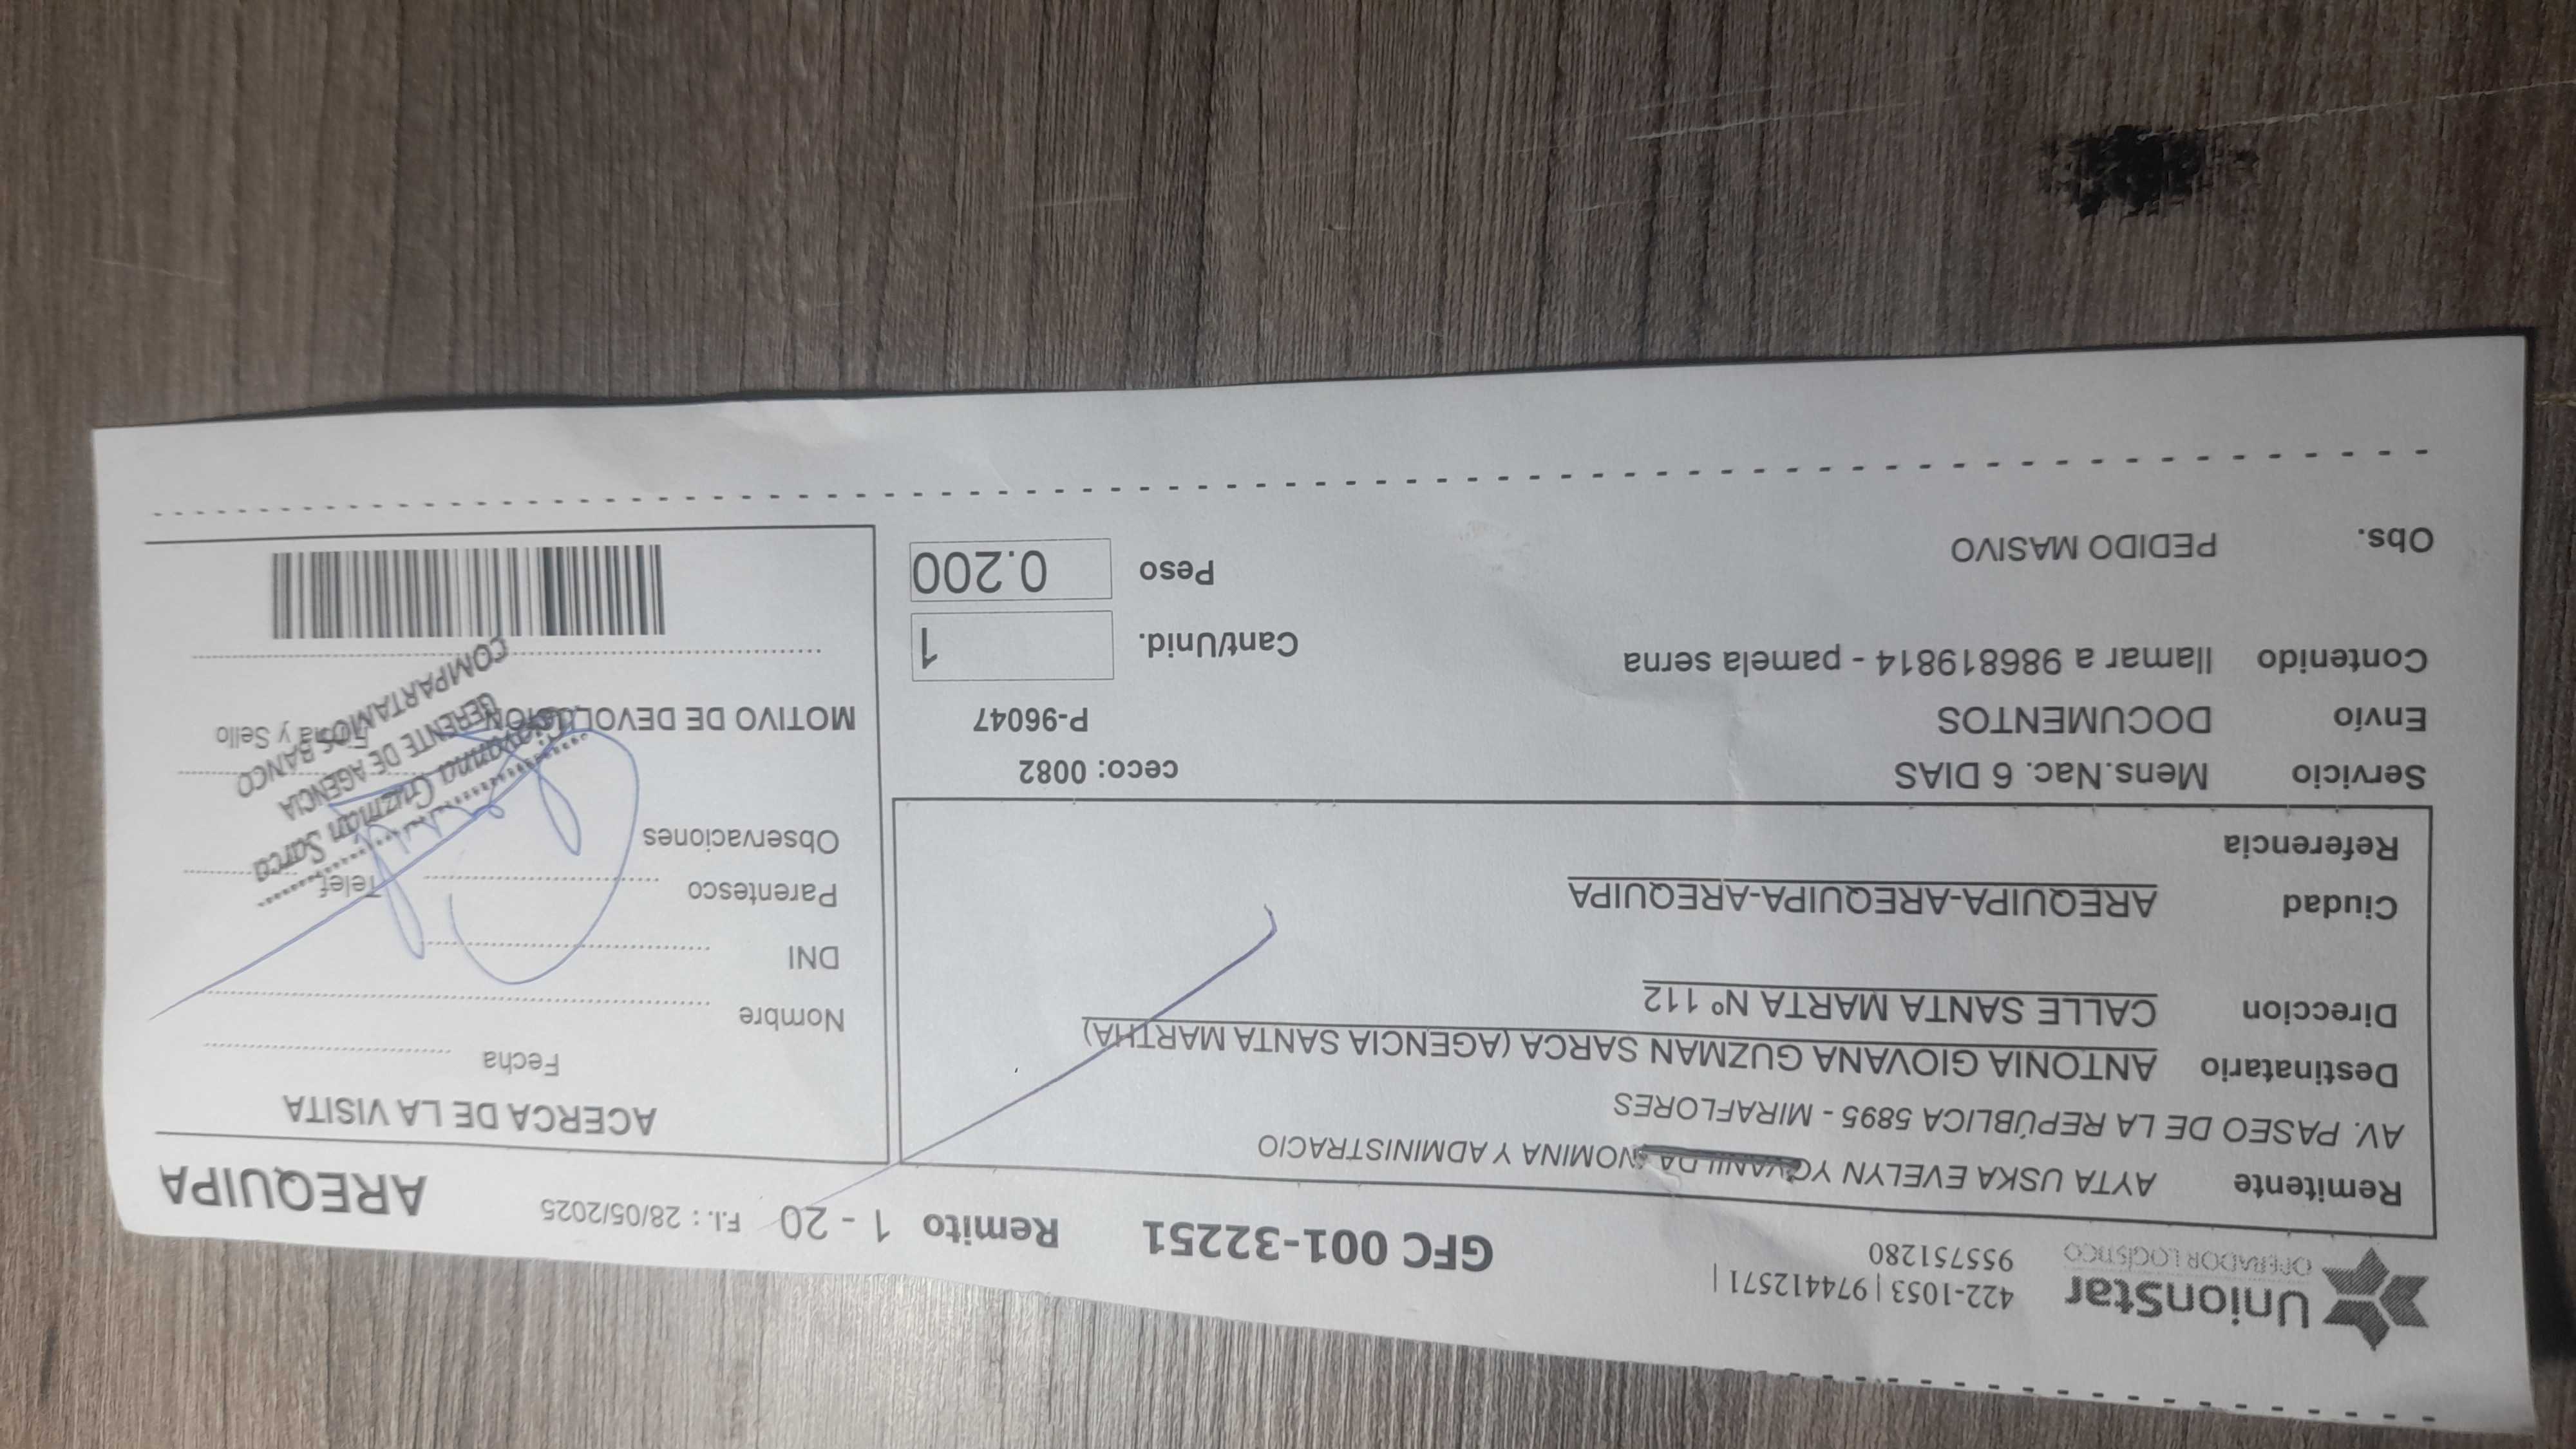 UnionStar
OPERADOR LOGÍSTICO
422-1053 | 974412571 |
955751280
GFC 001-32251
Remito 1 - 20 F.I. : 28/05/2025
AREQUIPA
Remitente AYTA USKA EVELYN NOMINA Y ADMINISTRACIO
AV. PASEO DE LA REPÚBLICA 5895 - MIRAFLORES
Destinatario ANTONIA GIOVANA GUZMAN SARCA (AGENCIA SANTA MARTHA)
Direccion CALLE SANTA MARTA Nº 112
Ciudad AREQUIPA-AREQUIPA-AREQUIPA
Referencia
Servicio Mens.Nac. 6 DIAS ceco: 0082
Envío DOCUMENTOS P-96047
Contenido llamar a 986819814 - pamela serna
Cant/Unid. 1
Obs. PEDIDO MASIVO
Peso 0.200
ACERCA DE LA VISITA
Fecha
Nombre
DNI
Parentesco Telef.
Observaciones
MOTIVO DE DEVOLUCION Firma y Sello
Giovanna Guzman Sarca
GERENTE DE AGENCIA
COMPARTAMOS BANCO